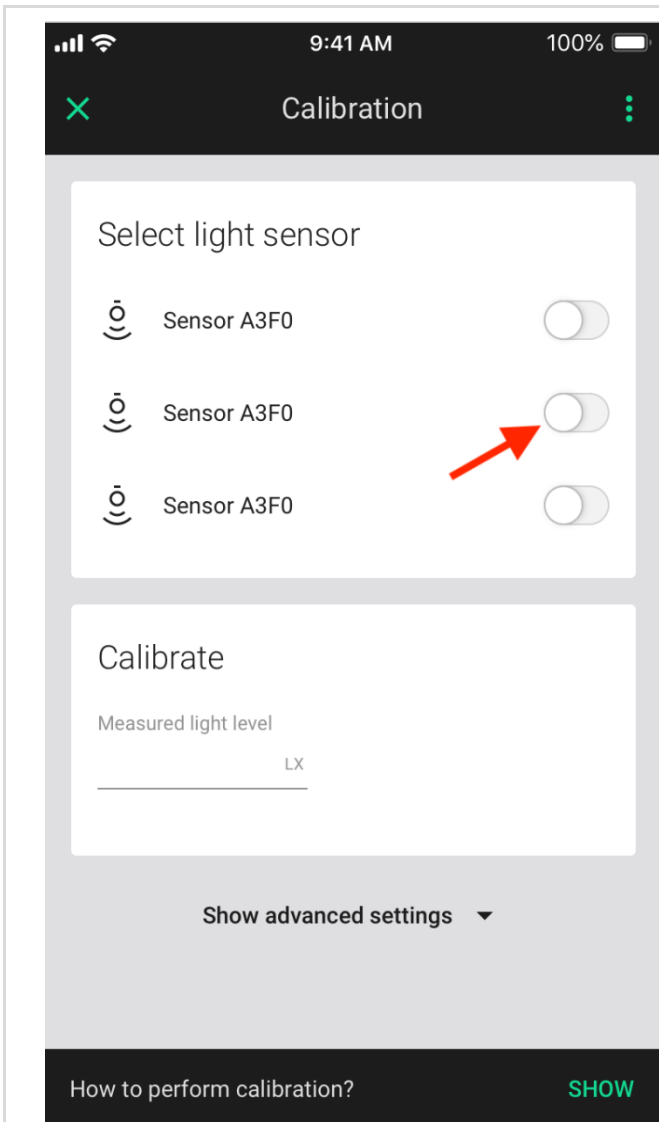 9:41 AM 100%
Calibration
Select light sensor
Sensor A3F0
Sensor A3F0
Sensor A3F0
Calibrate
Measured light level
LX
Show advanced settings
How to perform calibration? SHOW